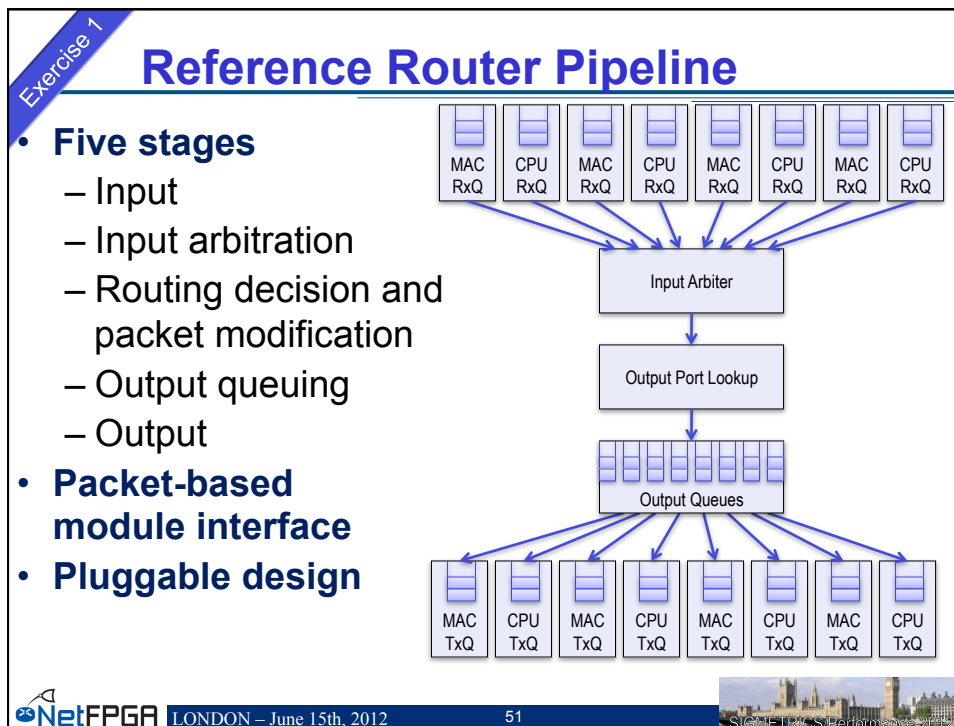 Exercise 1
Reference Router Pipeline
• Five stages
– Input
– Input arbitration
– Routing decision and
packet modification
– Output queuing
– Output
• Packet-based
module interface
• Pluggable design
MAC RxQ
CPU RxQ
MAC RxQ
CPU RxQ
MAC RxQ
CPU RxQ
MAC RxQ
CPU RxQ
Input Arbiter
Output Port Lookup
Output Queues
MAC TxQ
CPU TxQ
MAC TxQ
CPU TxQ
MAC TxQ
CPU TxQ
MAC TxQ
CPU TxQ
NetFPGA LONDON – June 15th, 2012 51
SIGMETRICS/Performance 2012